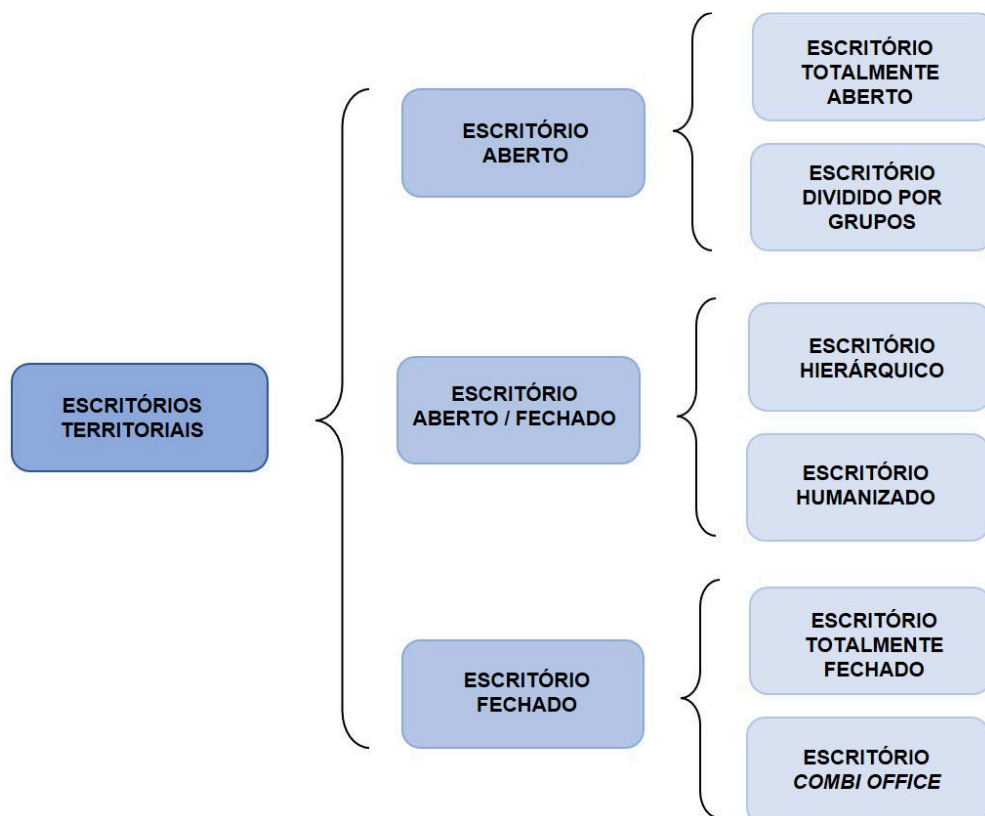 ESCRITÓRIOS
TERRITORIAIS
ESCRITÓRIO
ABERTO
ESCRITÓRIO
TOTALMENTE
ABERTO
ESCRITÓRIO
DIVIDIDO POR
GRUPOS
ESCRITÓRIO
ABERTO / FECHADO
ESCRITÓRIO
HIERÁRQUICO
ESCRITÓRIO
HUMANIZADO
ESCRITÓRIO
FECHADO
ESCRITÓRIO
TOTALMENTE
FECHADO
ESCRITÓRIO
COMBI OFFICE